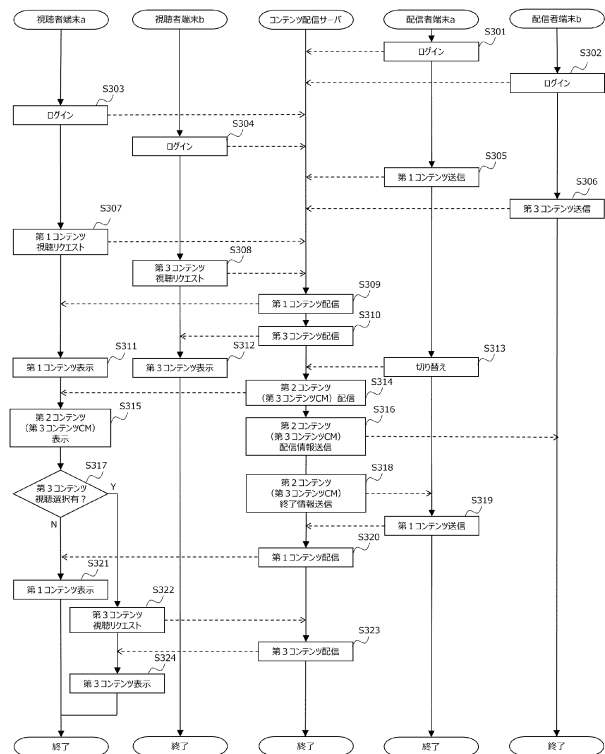 視聴者端末a
視聴者端末b
コンテンツ配信サーバ
配信者端末a
配信者端末b
S301
ログイン
S302
ログイン
S303
ログイン
S304
ログイン
S305
第1コンテンツ送信
S306
第3コンテンツ送信
S307
第1コンテンツ
視聴リクエスト
S308
第3コンテンツ
視聴リクエスト
S309
第1コンテンツ配信
S310
第3コンテンツ配信
S311
第1コンテンツ表示
S312
第3コンテンツ表示
S313
切り替え
S314
第2コンテンツ
(第3コンテンツCM)配信
S315
第2コンテンツ
(第3コンテンツCM)
表示
S316
第2コンテンツ
(第3コンテンツCM)
配信情報送信
S317
第3コンテンツ
視聴選択有?
Y
N
S318
第2コンテンツ
(第3コンテンツCM)
終了情報送信
S319
第1コンテンツ送信
S320
第1コンテンツ配信
S321
第1コンテンツ表示
S322
第3コンテンツ
視聴リクエスト
S323
第3コンテンツ配信
S324
第3コンテンツ表示
終了
終了
終了
終了
終了